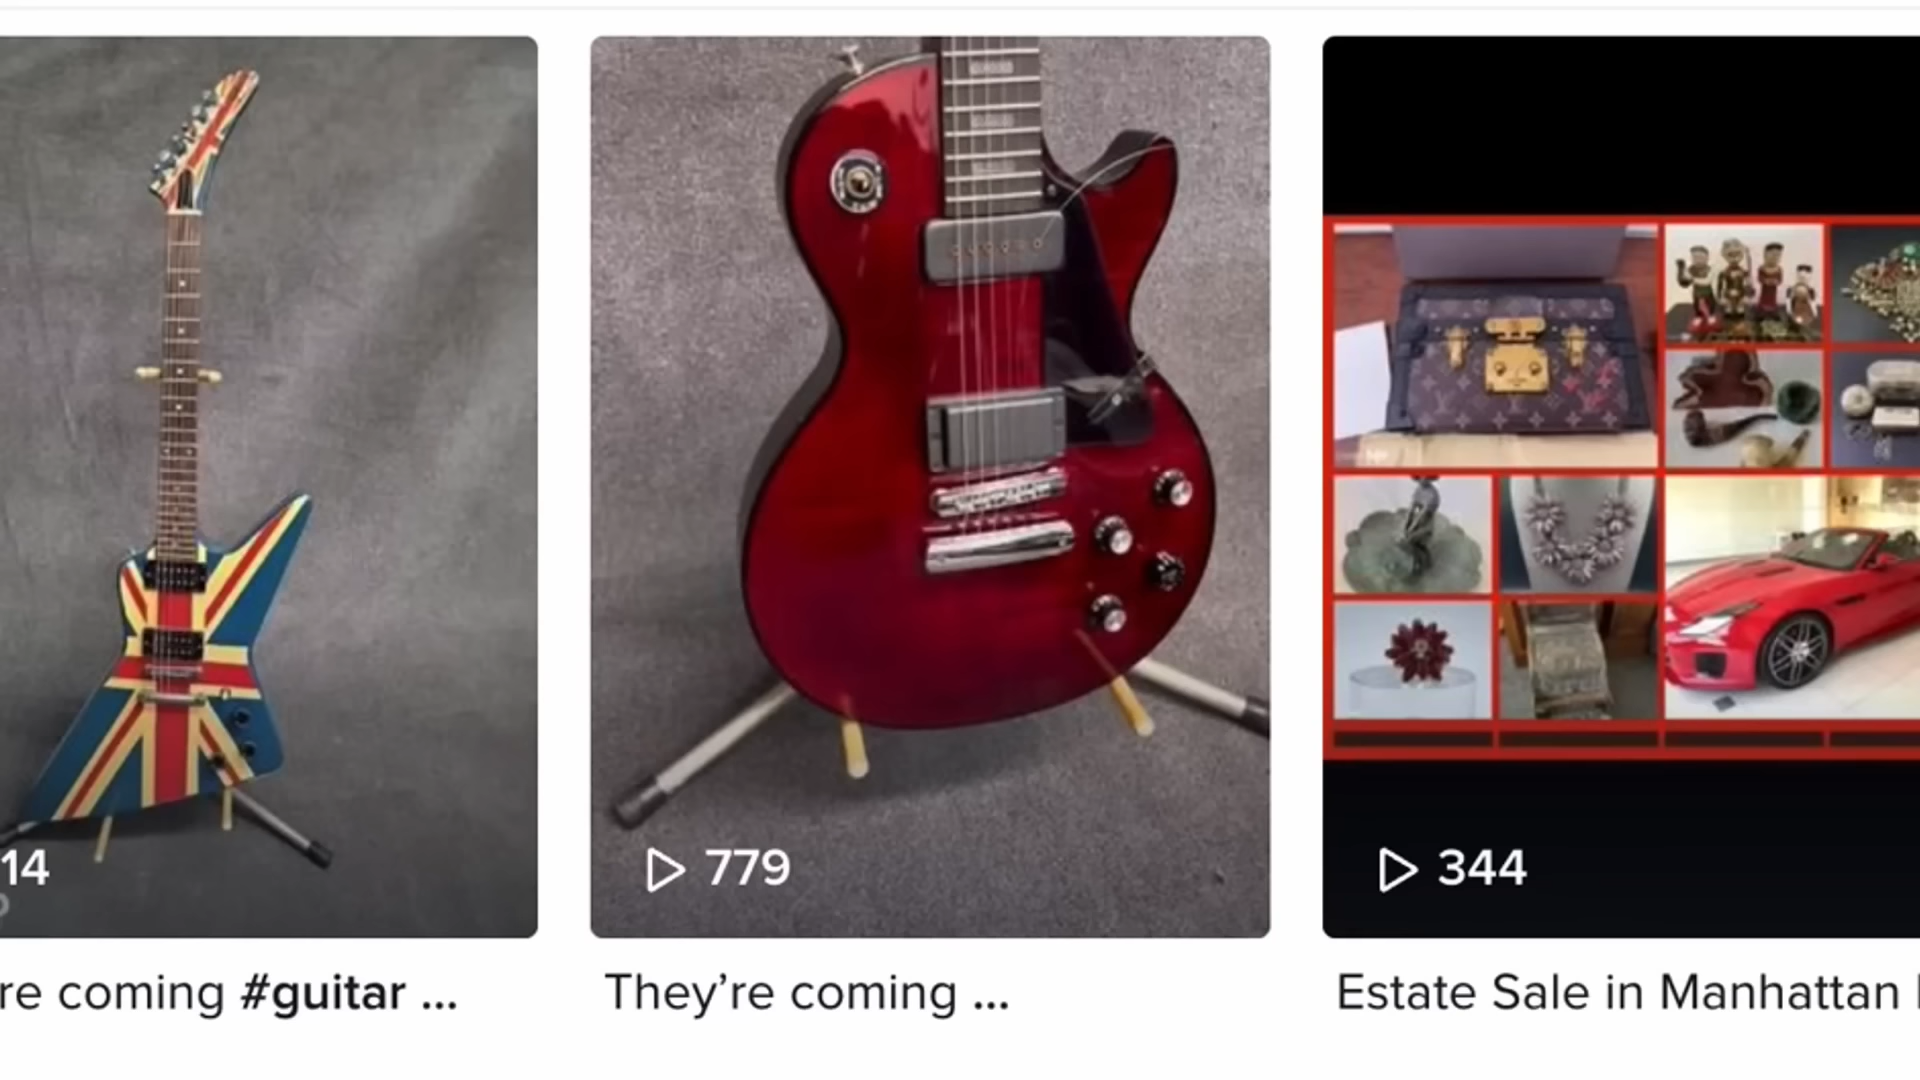 14
779
344
re coming #guitar ...
They’re coming ...
Estate Sale in Manhattan